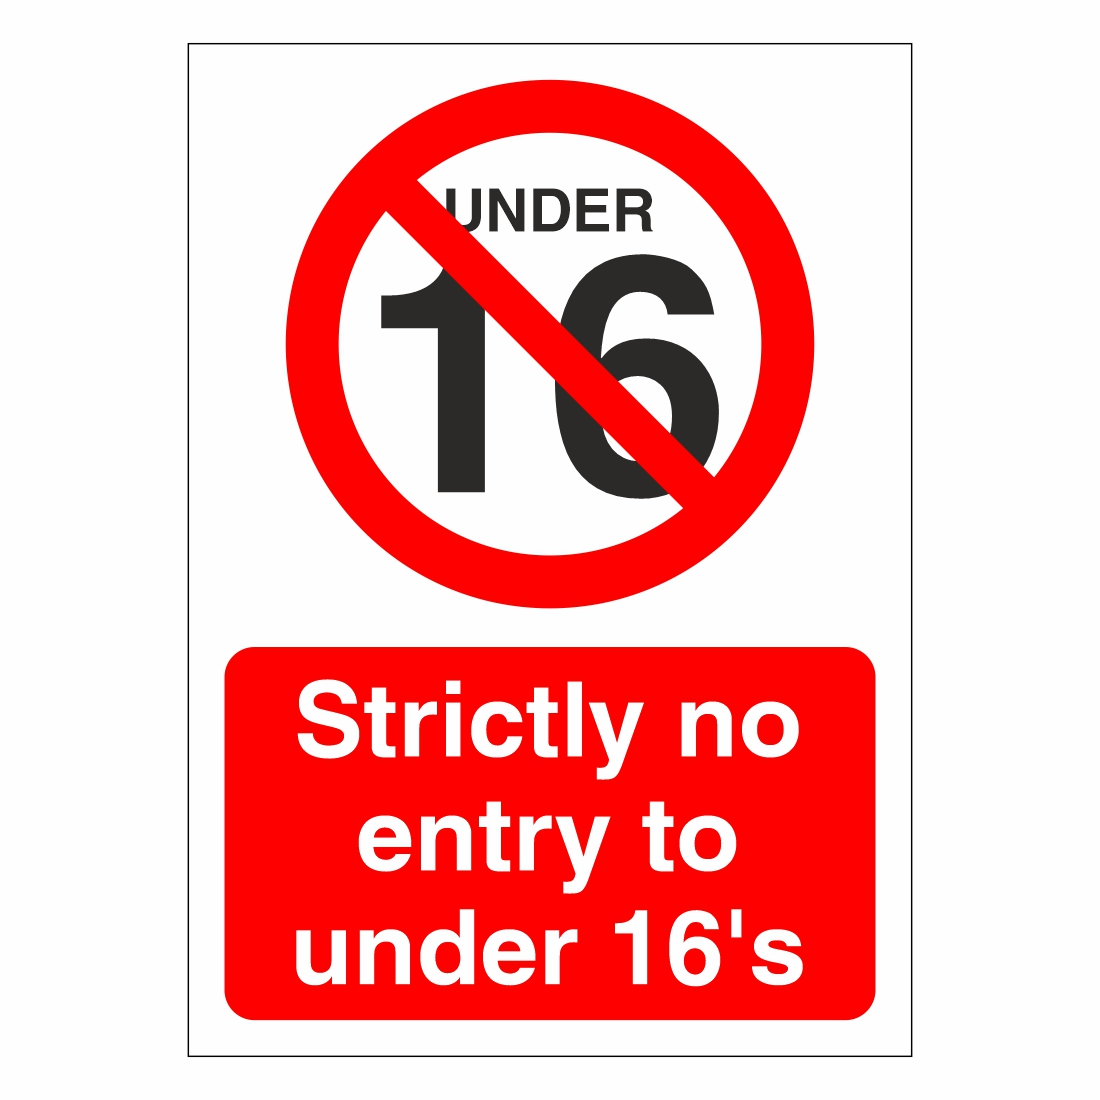 UNDER
16
Strictly no
entry to
under 16's